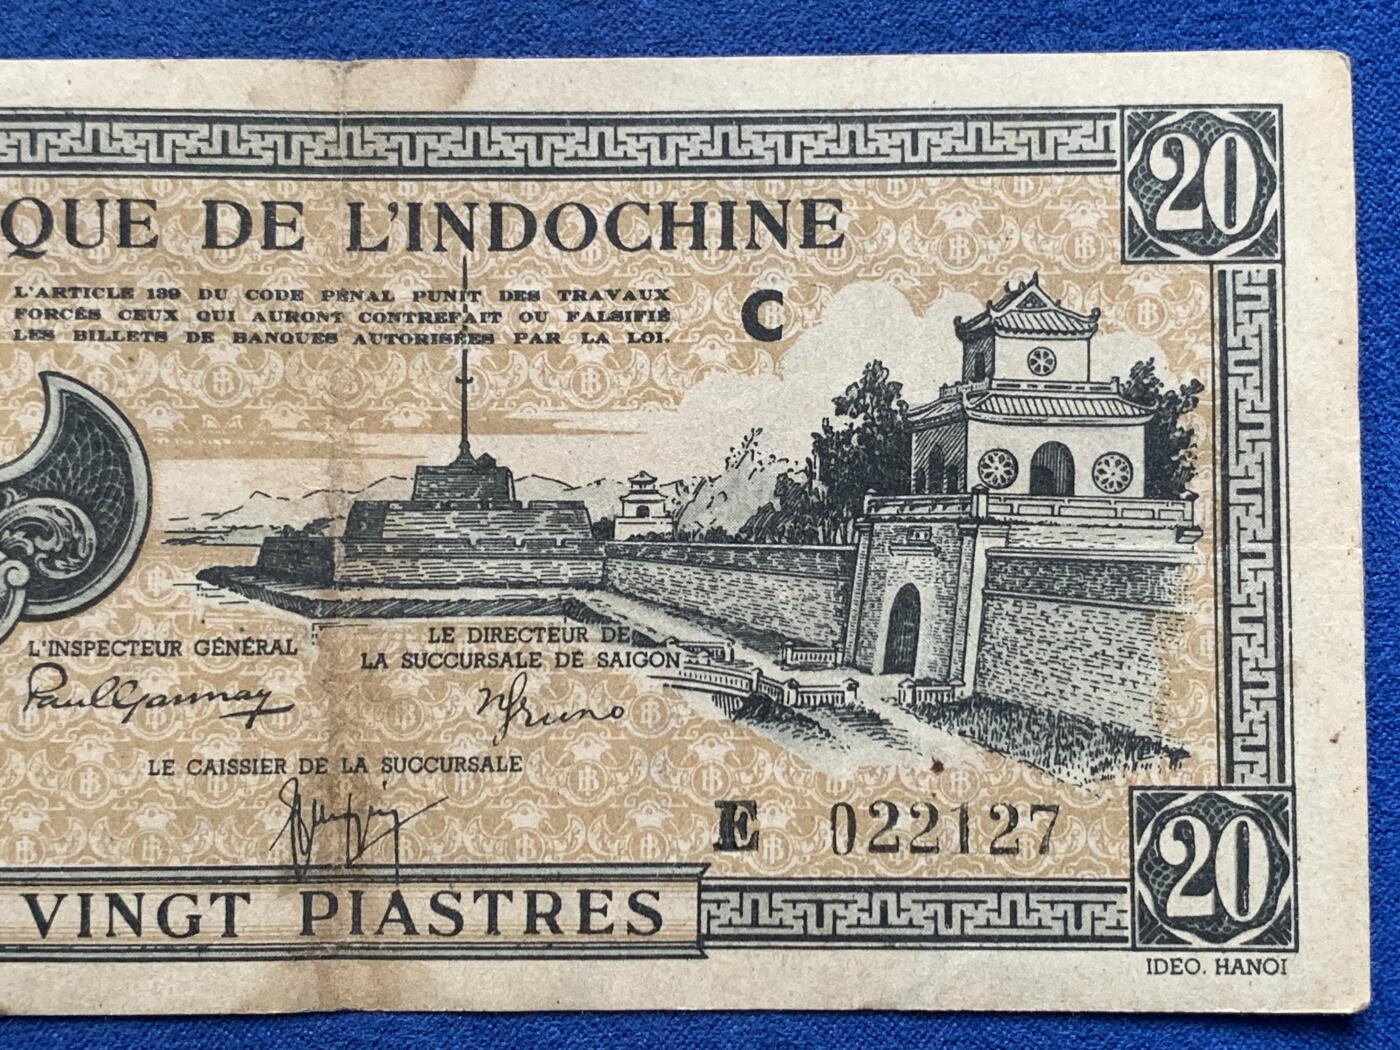 20
QUE DE L'INDOCHINE
L'ARTICLE 139 DU CODE PÉNAL PUNIT DES TRAVAUX
FORCÉS CEUX QUI AURONT CONTREFAIT OU FALSIFIÉ
LES BILLETS DE BANQUES AUTORISÉES PAR LA LOI.
C
L'INSPECTEUR GÉNÉRAL
LE DIRECTEUR DE
LA SUCCURSALE DE SAIGON
LE CAISSIER DE LA SUCCURSALE
E 022127
20
VINGT PIASTRES
IDEO. HANOI